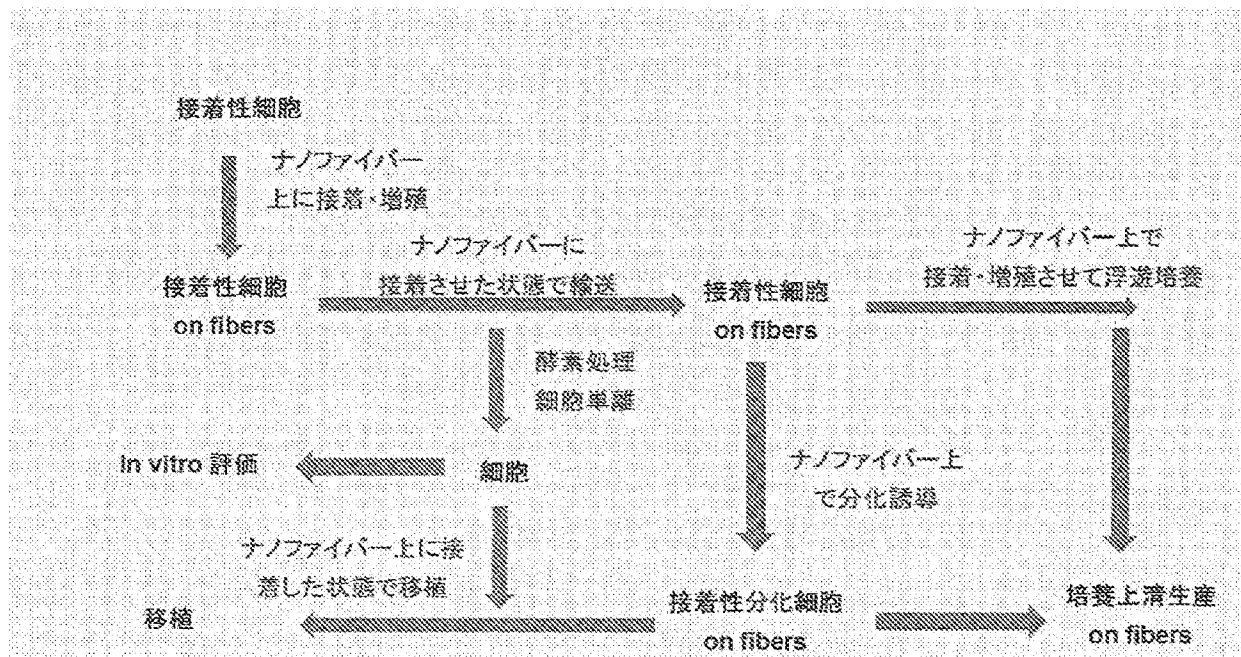 接着性細胞
ナノファイバー
上に接着・増殖
接着性細胞
on fibers
ナノファイバーに
接着させた状態で輸送
接着性細胞
on fibers
ナノファイバー上で
接着・増殖させて浮遊培養
酵素処理
細胞単離
In vitro 評価
細胞
ナノファイバー上
で分化誘導
ナノファイバー上に接
着した状態で移植
移植
接着性分化細胞
on fibers
培養上清生産
on fibers